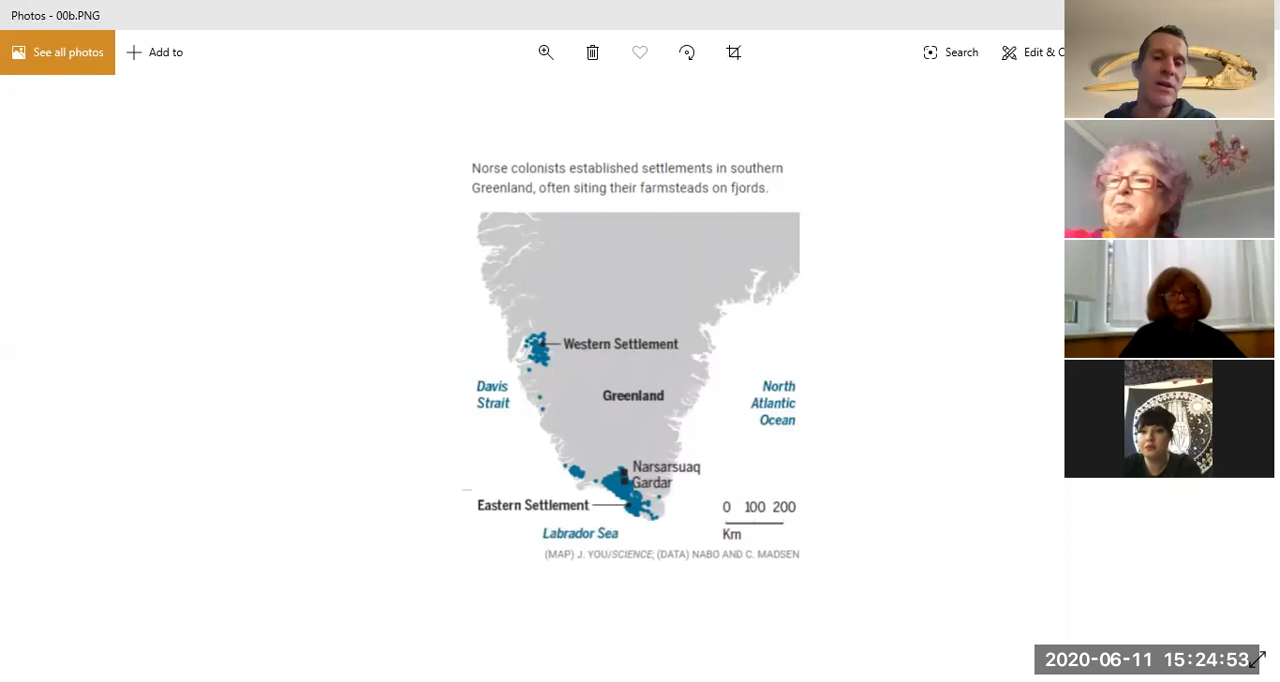 Photos - 00b.PNG
See all photos
Add to
Search
Edit & C
Norse colonists established settlements in southern
Greenland, often siting their farmsteads on fjords.
Western Settlement
Davis
Strait
Greenland
North
Atlantic
Ocean
Narsarsuaq
Gardar
Eastern Settlement
0 100 200
Km
Labrador Sea
(MAP) J. YOU/SCIENCE; (DATA) NABO AND C. MADSEN
2020-06-11 15:24:53